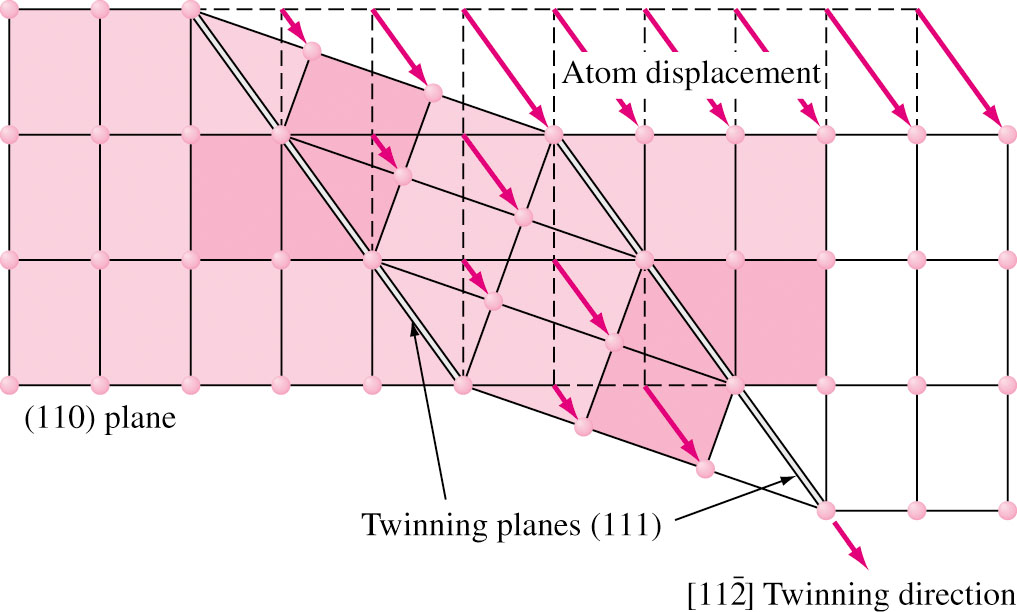 Atom displacement
(110) plane
Twinning planes (111)
[112̄] Twinning direction